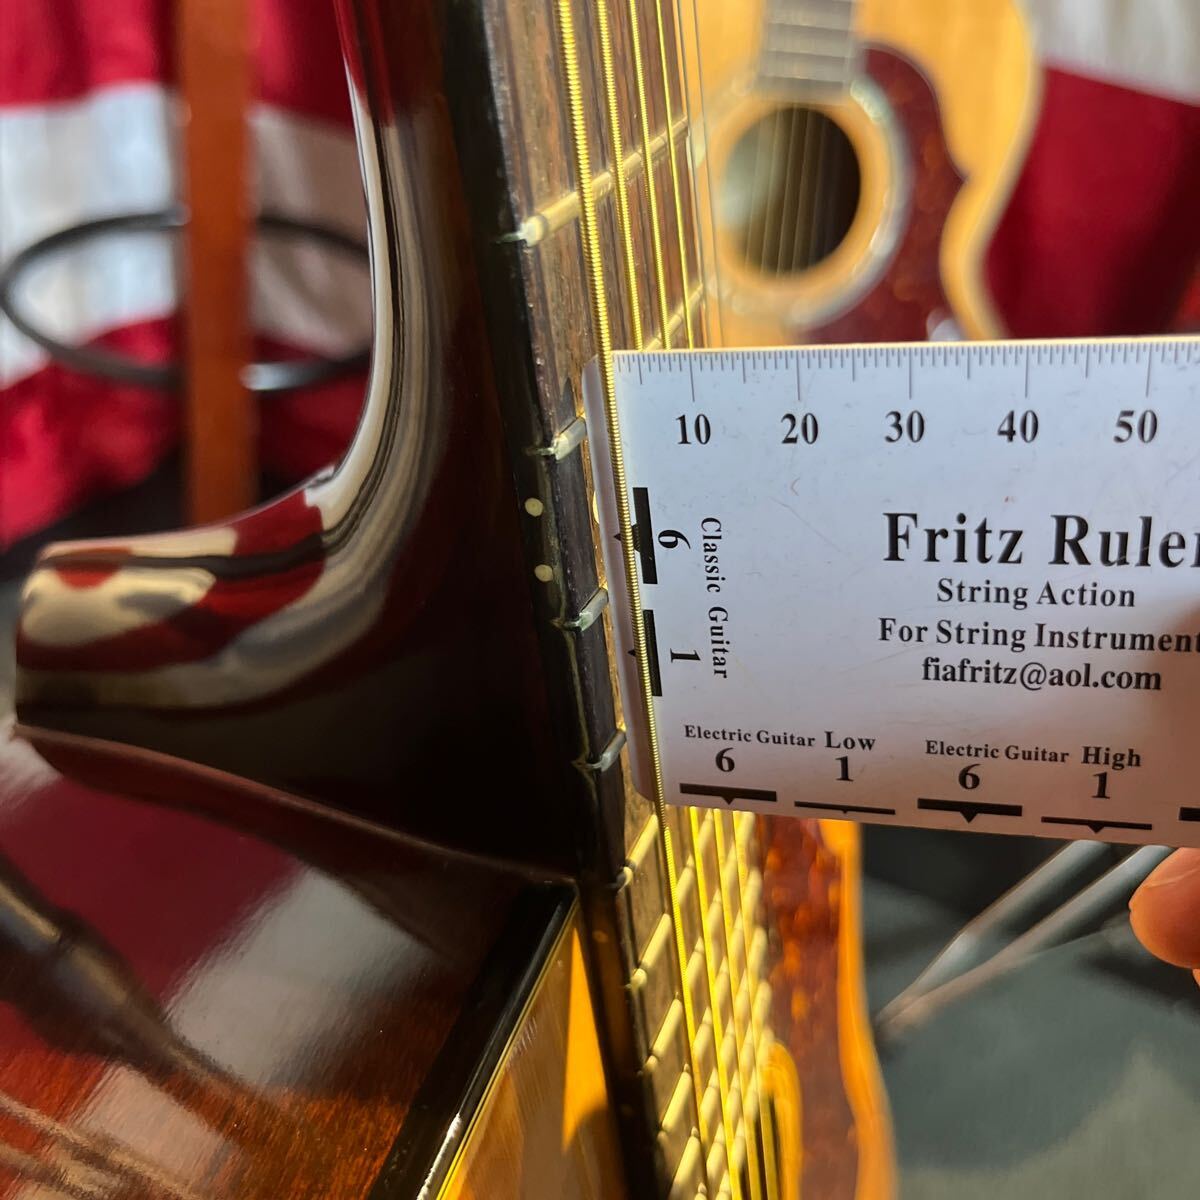 10 20 30 40 50
Fritz Ruler
String Action
For String Instrument
fiafritz@aol.com
Classic Guitar
6 1
Electric Guitar Low
6 1
Electric Guitar High
6 1